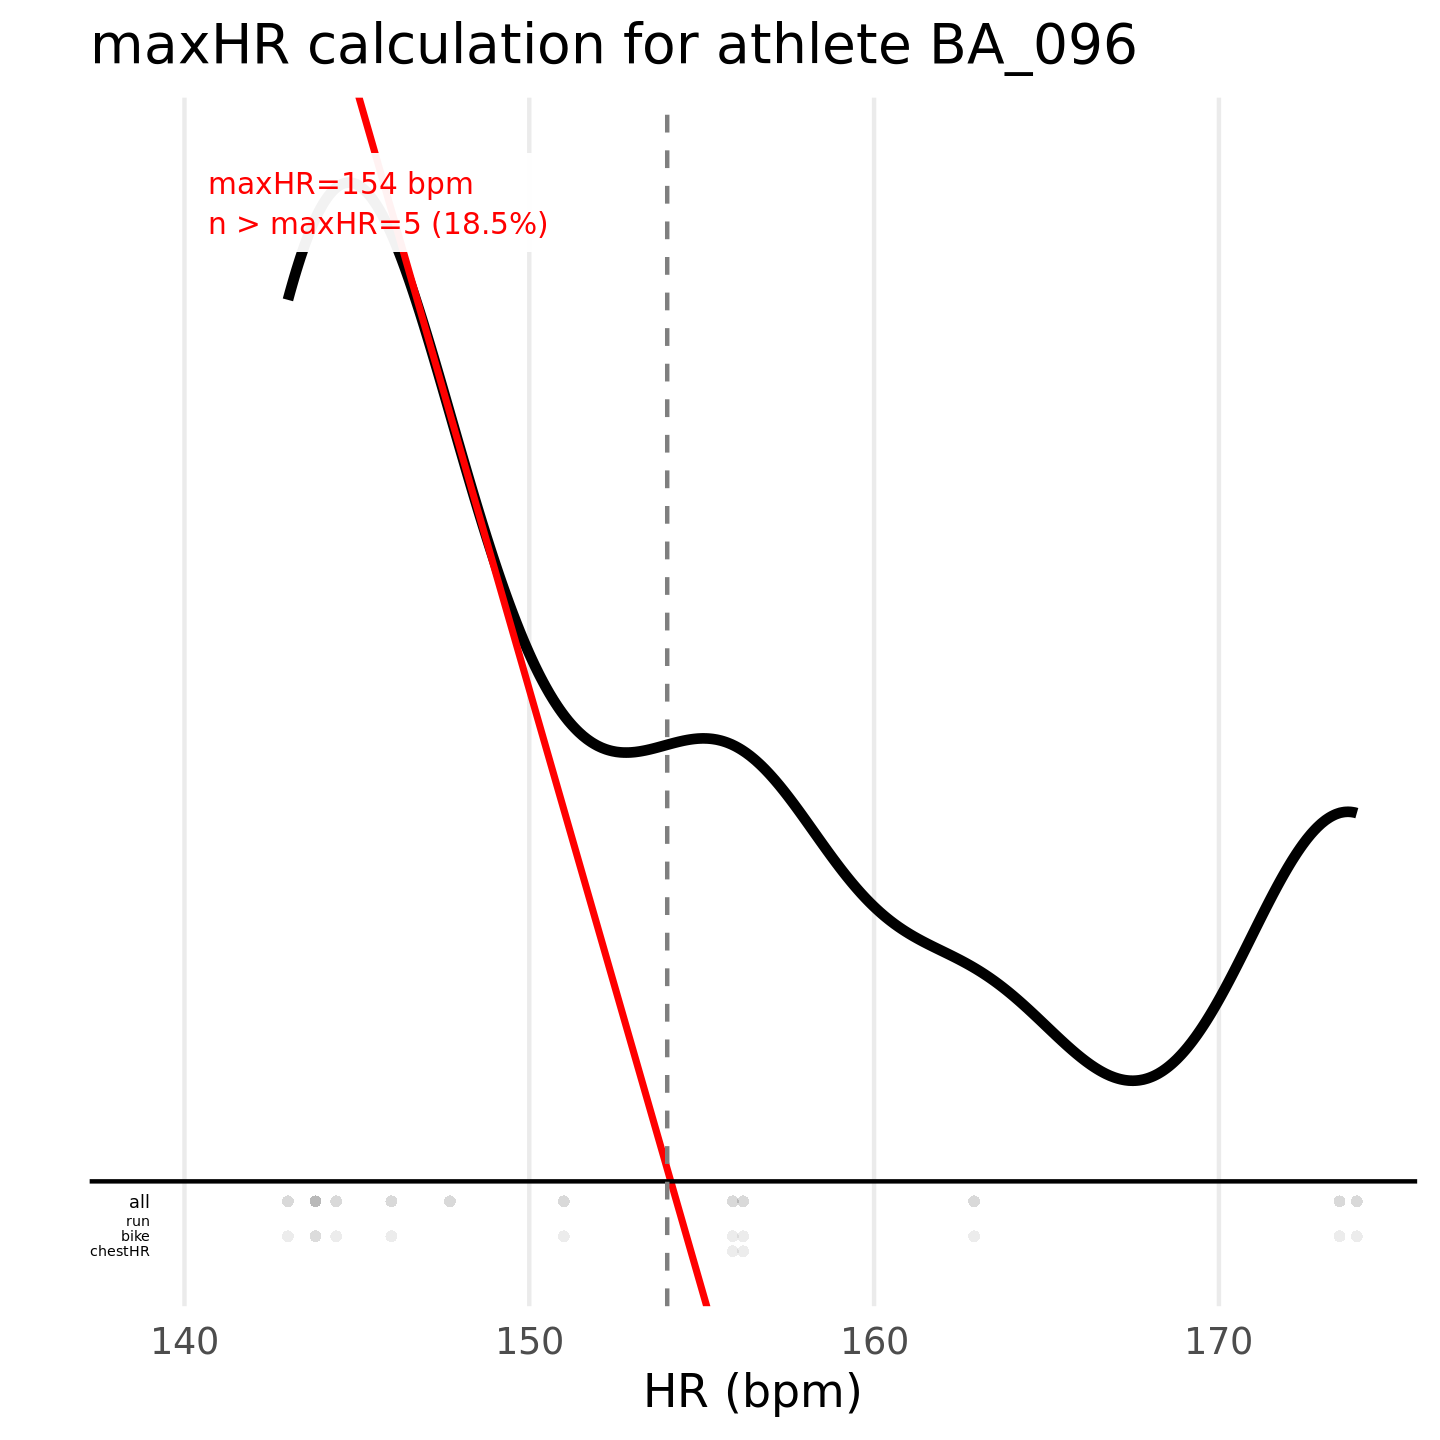 maxHR calculation for athlete BA_096
maxHR=154 bpm
n > maxHR=5 (18.5%)
all
run
bike
chestHR
140 150 160 170
HR (bpm)